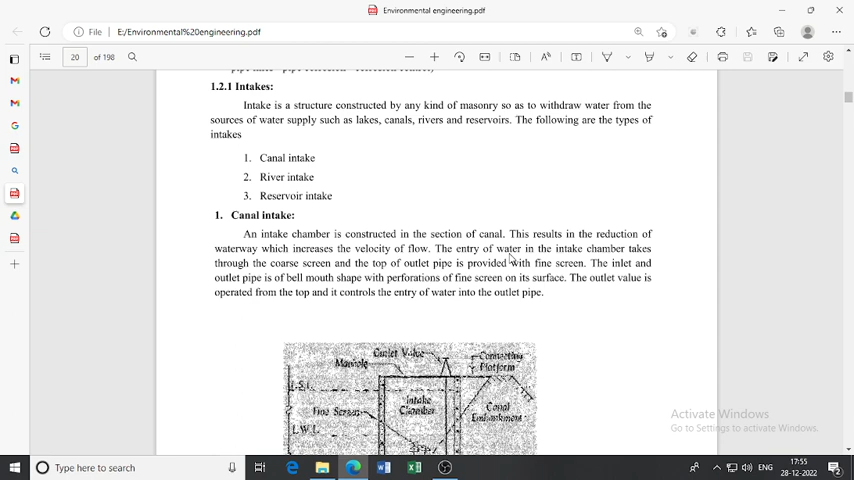 Environmental engineering.pdf
File
E:/Environmental%20engineering.pdf
20 of 198
1.2.1 Intakes:
Intake is a structure constructed by any kind of masonry so as to withdraw water from the
sources of water supply such as lakes, canals, rivers and reservoirs. The following are the types of
intakes
1. Canal intake
2. River intake
3. Reservoir intake
1. Canal intake:
An intake chamber is constructed in the section of canal. This results in the reduction of
waterway which increases the velocity of flow. The entry of water in the intake chamber takes
through the coarse screen and the top of outlet pipe is provided with fine screen. The inlet and
outlet pipe is of bell mouth shape with perforations of fine screen on its surface. The outlet value is
operated from the top and it controls the entry of water into the outlet pipe.
Outlet Valve
Manhole
Connecting
Platform
Intake
Chamber
Fine Screen
Canal
Embankment
L.W.L
Activate Windows
Go to Settings to activate Windows.
Type here to search
ENG
17:55
28-12-2022
2